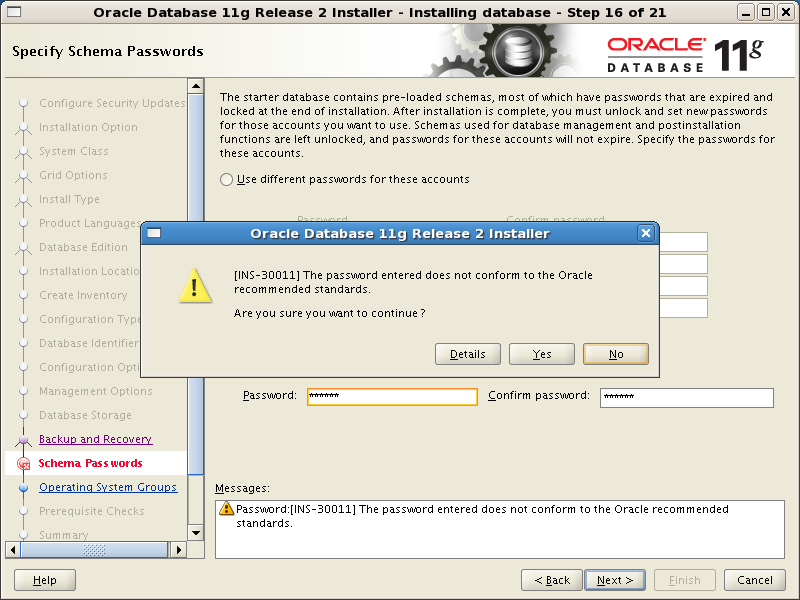 Oracle Database 11g Release 2 Installer - Installing database - Step 16 of 21
Specify Schema Passwords
ORACLE®
DATABASE
11g
Configure Security Updates
Installation Option
System Class
Grid Options
Install Type
Product Languages
Database Edition
Installation Locatio
Create Inventory
Configuration Type
Database Identifier
Configuration Opti
Management Options
Database Storage
Backup and Recovery
Schema Passwords
Operating System Groups
Prerequisite Checks
Summary
The starter database contains pre-loaded schemas, most of which have passwords that are expired and
locked at the end of installation. After installation is complete, you must unlock and set new passwords
for those accounts you want to use. Schemas used for database management and postinstallation
functions are left unlocked, and passwords for these accounts will not expire. Specify the passwords for
these accounts.
Use different passwords for these accounts
Password Confirm password
Oracle Database 11g Release 2 Installer
[INS-30011] The password entered does not conform to the Oracle
recommended standards.
Are you sure you want to continue?
Details Yes No
Password: ****** Confirm password: ******
Messages:
Password:[INS-30011] The password entered does not conform to the Oracle recommended
standards.
Help < Back Next > Finish Cancel